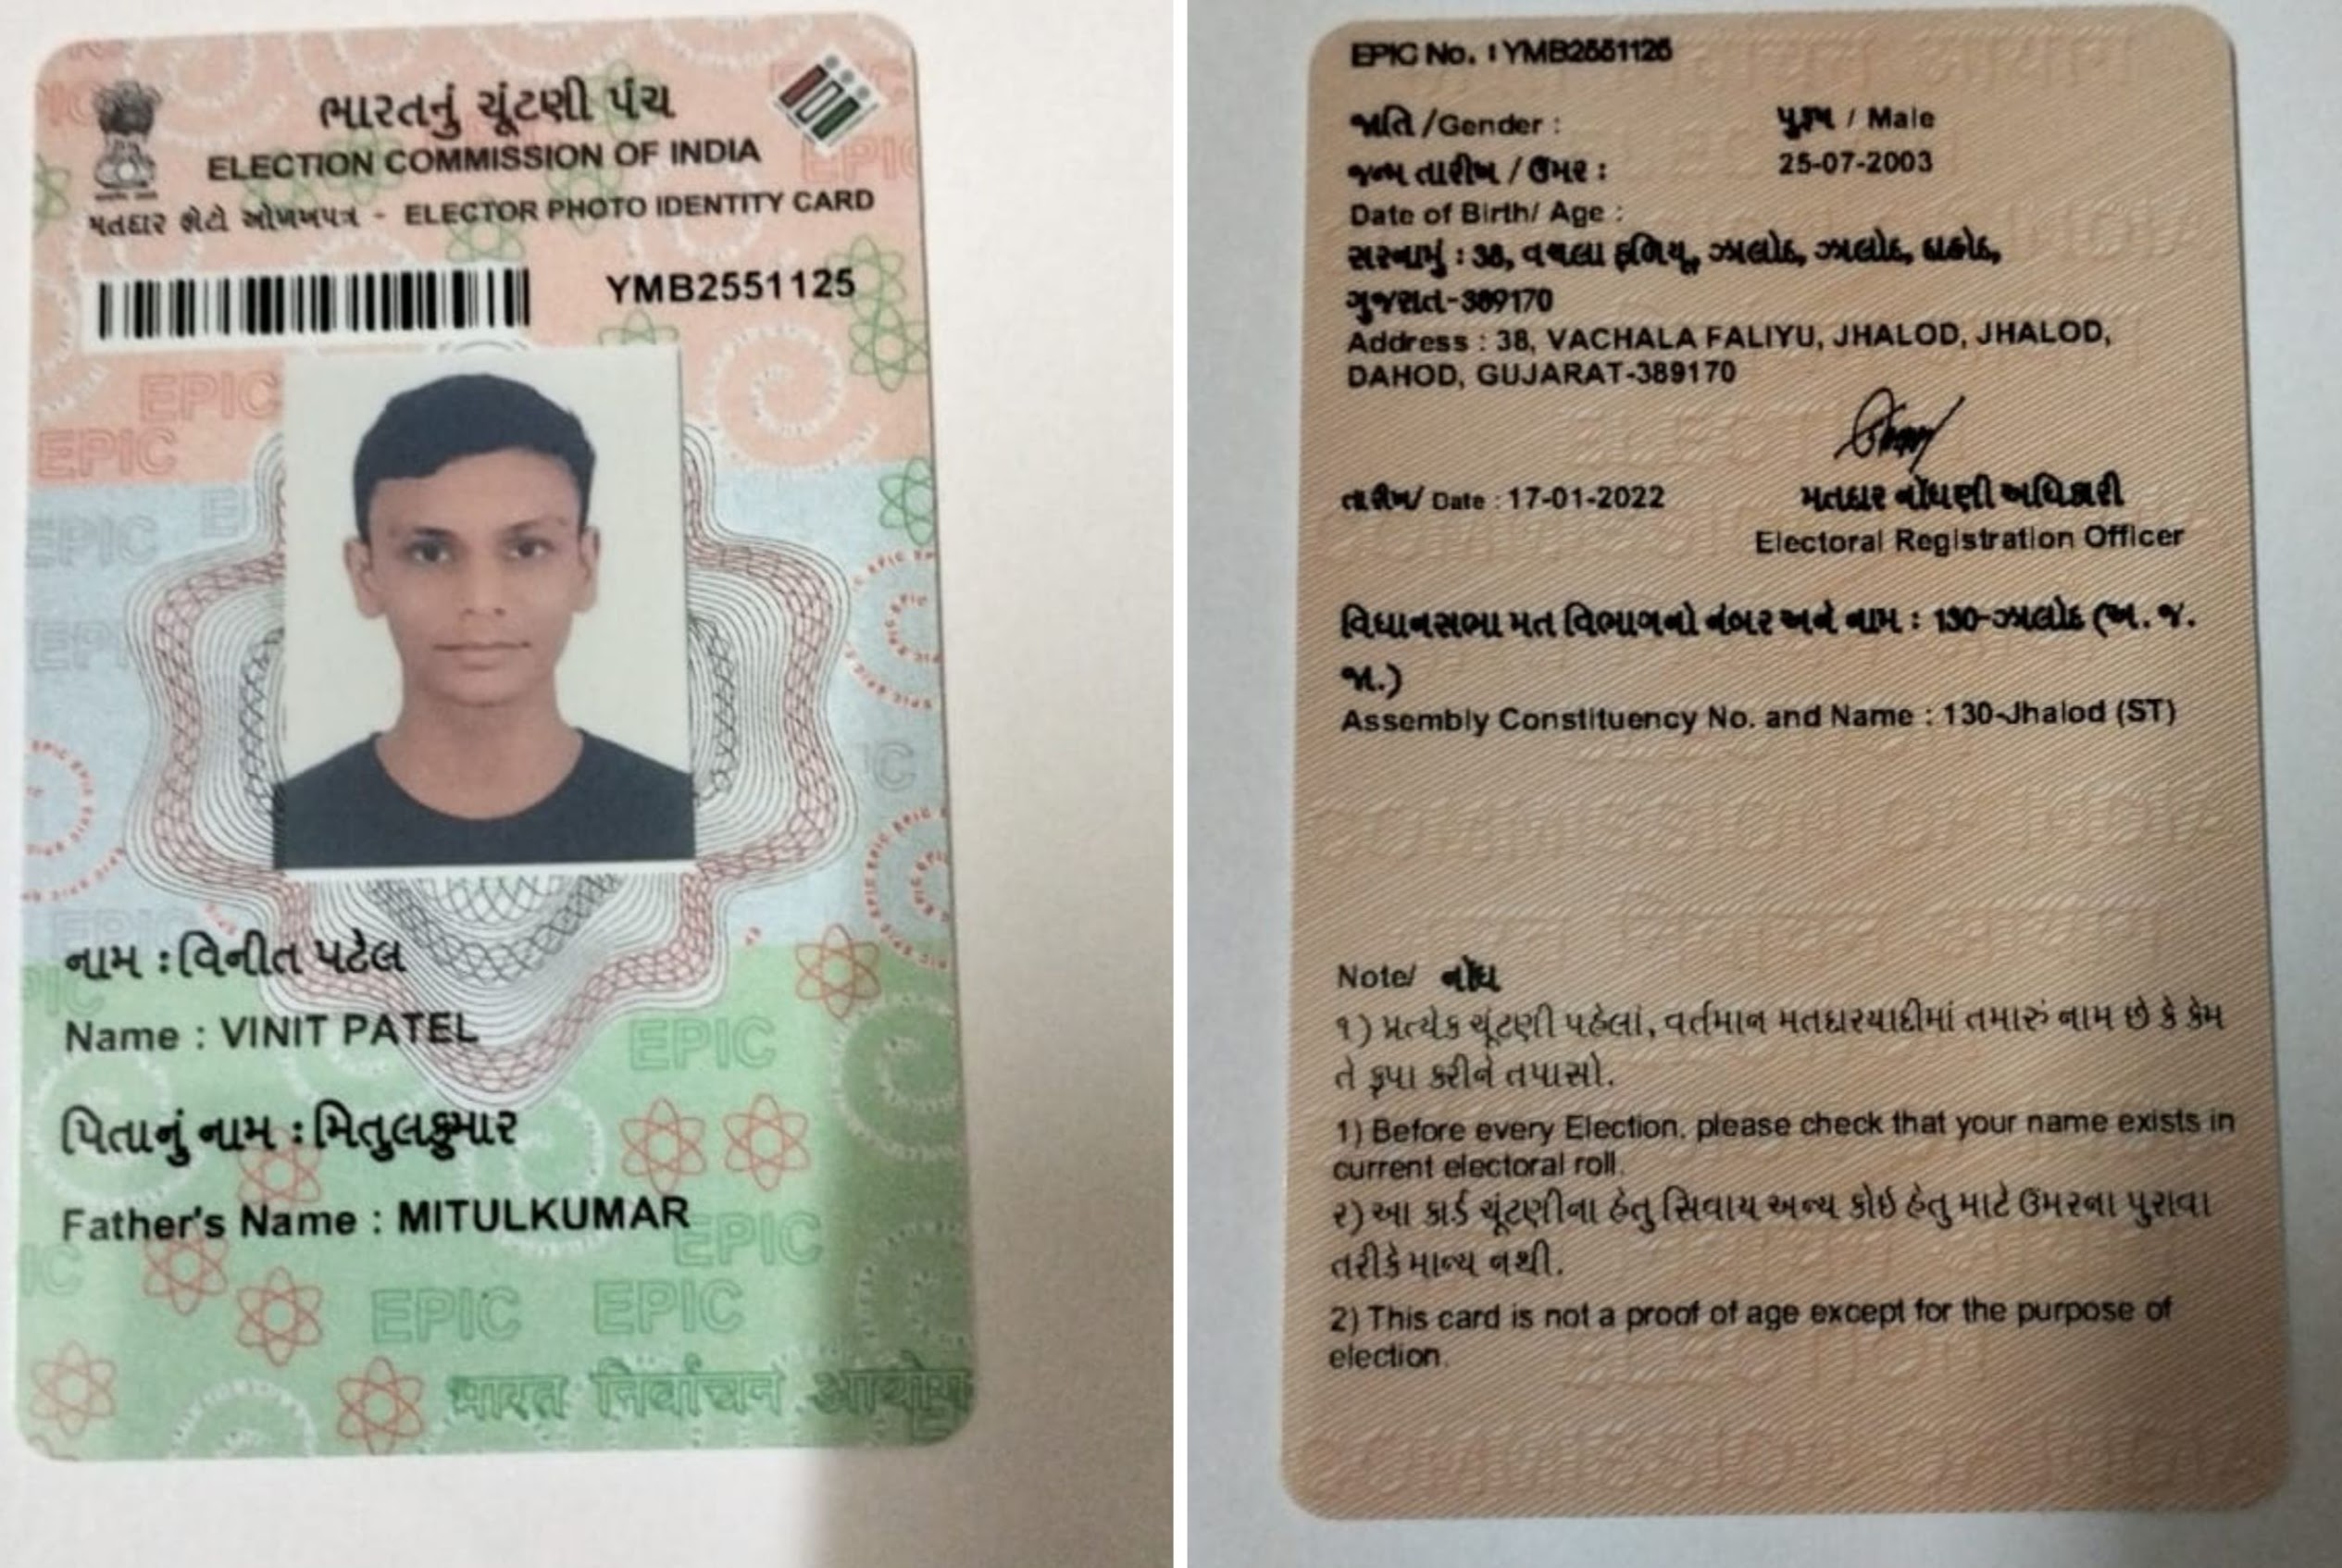 ભારતનું ચૂંટણી પંચ
ELECTION COMMISSION OF INDIA
મતદાર ફોટો ઓળખપત્ર - ELECTOR PHOTO IDENTITY CARD
YMB2551125
EPIC
EPIC
નામ : વિનીત પટેલ
Name : VINIT PATEL
EPIC
પિતાનું નામ : મિતુલકુમાર
Father's Name : MITULKUMAR
EPIC
EPIC EPIC
भारत निर्वाचन आयोग
EPIC No. : YMB2551125
જાતિ /Gender : પુરૂષ / Male
જન્મ તારીખ / ઉંમર : 25-07-2003
Date of Birth/ Age :
સરનામું : 38, વચલા ફળિયૂ, ઝાલોદ, ઝાલોદ, દાહોદ,
ગુજરાત-389170
Address : 38, VACHALA FALIYU, JHALOD, JHALOD,
DAHOD, GUJARAT-389170
તારીખ/ Date : 17-01-2022
મતદાર નોંધણી અધિકારી
Electoral Registration Officer
વિધાનસભા મત વિભાગનો નંબર અને નામ : 130-ઝાલોદ (અ. જ.
જા.)
Assembly Constituency No. and Name : 130-Jhalod (ST)
Note/ નોંધ
૧) પ્રત્યેક ચૂંટણી પહેલાં, વર્તમાન મતદારયાદીમાં તમારું નામ છે કે કેમ
તે કૃપા કરીને તપાસો.
1) Before every Election, please check that your name exists in
current electoral roll.
૨) આ કાર્ડ ચૂંટણીના હેતુ સિવાય અન્ય કોઇ હેતુ માટે ઉંમરના પુરાવા
તરીકે માન્ય નથી.
2) This card is not a proof of age except for the purpose of
election.